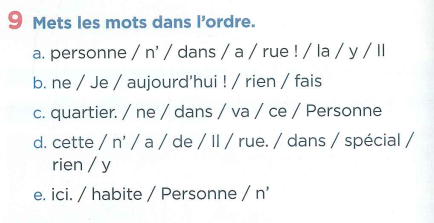 9 Mets les mots dans l'ordre.
a. personne / n' / dans / a / rue ! / la / y / Il
b. ne / Je / aujourd'hui ! / rien / fais
c. quartier. / ne / dans / va / ce / Personne
d. cette / n' / a / de / Il / rue. / dans / spécial /
rien / y
e. ici. / habite / Personne / n'